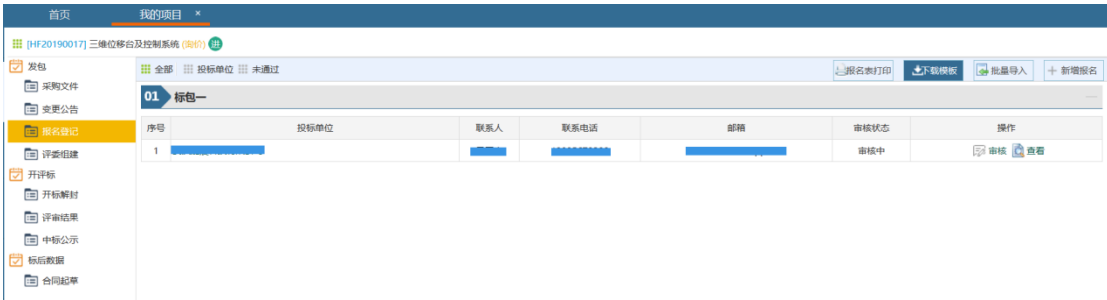 首页 我的项目 ×
[HF20190017] 三维位移台及控制系统 (询价) 进
发包
采购文件
变更公告
报名登记
评委组建
开评标
开标解封
评审结果
中标公示
标后数据
合同起草
全部 投标单位 未通过 报名表打印 下载模板 批量导入 新增报名
01 标包一
序号 投标单位 联系人 联系电话 邮箱 审核状态 操作
1 审核中 审核 查看